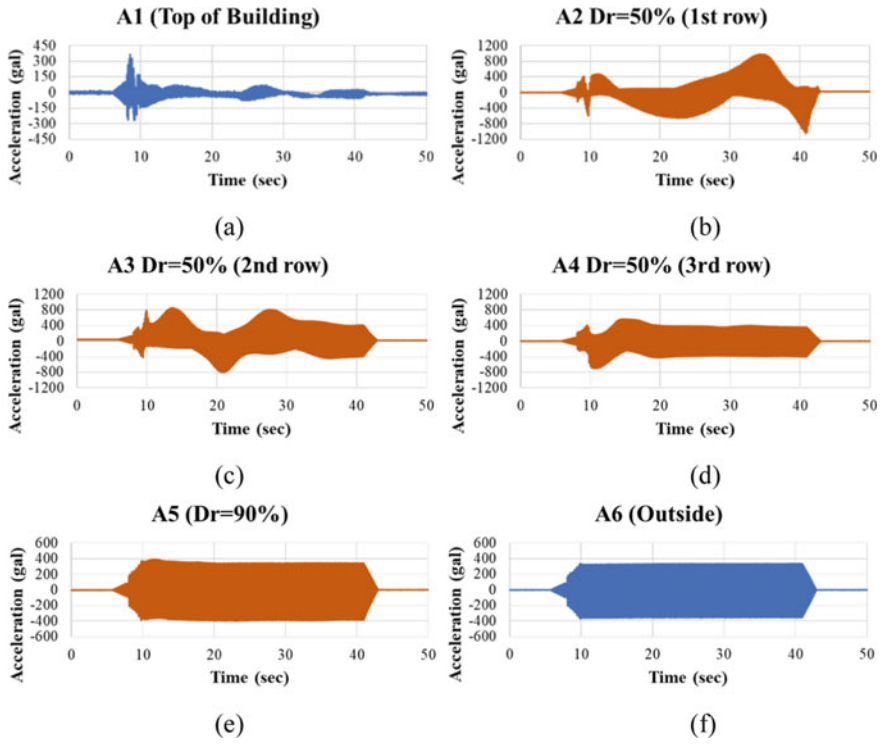 A1 (Top of Building)
Acceleration (gal)
450
300
150
0
-150
-300
-450
0 10 20 30 40 50
Time (sec)
(a)
A2 Dr=50% (1st row)
Acceleration (gal)
1200
800
400
0
-400
-800
-1200
0 10 20 30 40 50
Time (sec)
(b)
A3 Dr=50% (2nd row)
Acceleration (gal)
1200
800
400
0
-400
-800
-1200
0 10 20 30 40 50
Time (sec)
(c)
A4 Dr=50% (3rd row)
Acceleration (gal)
1200
800
400
0
-400
-800
-1200
0 10 20 30 40 50
Time (sec)
(d)
A5 (Dr=90%)
Acceleration (gal)
600
400
200
0
-200
-400
-600
0 10 20 30 40 50
Time (sec)
(e)
A6 (Outside)
Acceleration (gal)
600
400
200
0
-200
-400
-600
0 10 20 30 40 50
Time (sec)
(f)